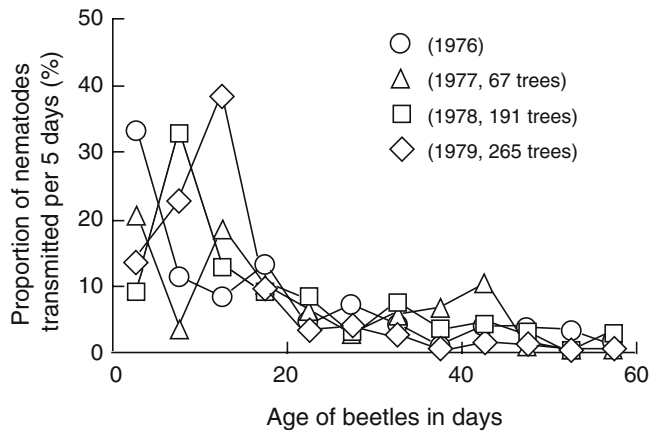 50
40
30
20
10
0
Proportion of nematodes
transmitted per 5 days (%)
(1976)
(1977, 67 trees)
(1978, 191 trees)
(1979, 265 trees)
0 20 40 60
Age of beetles in days